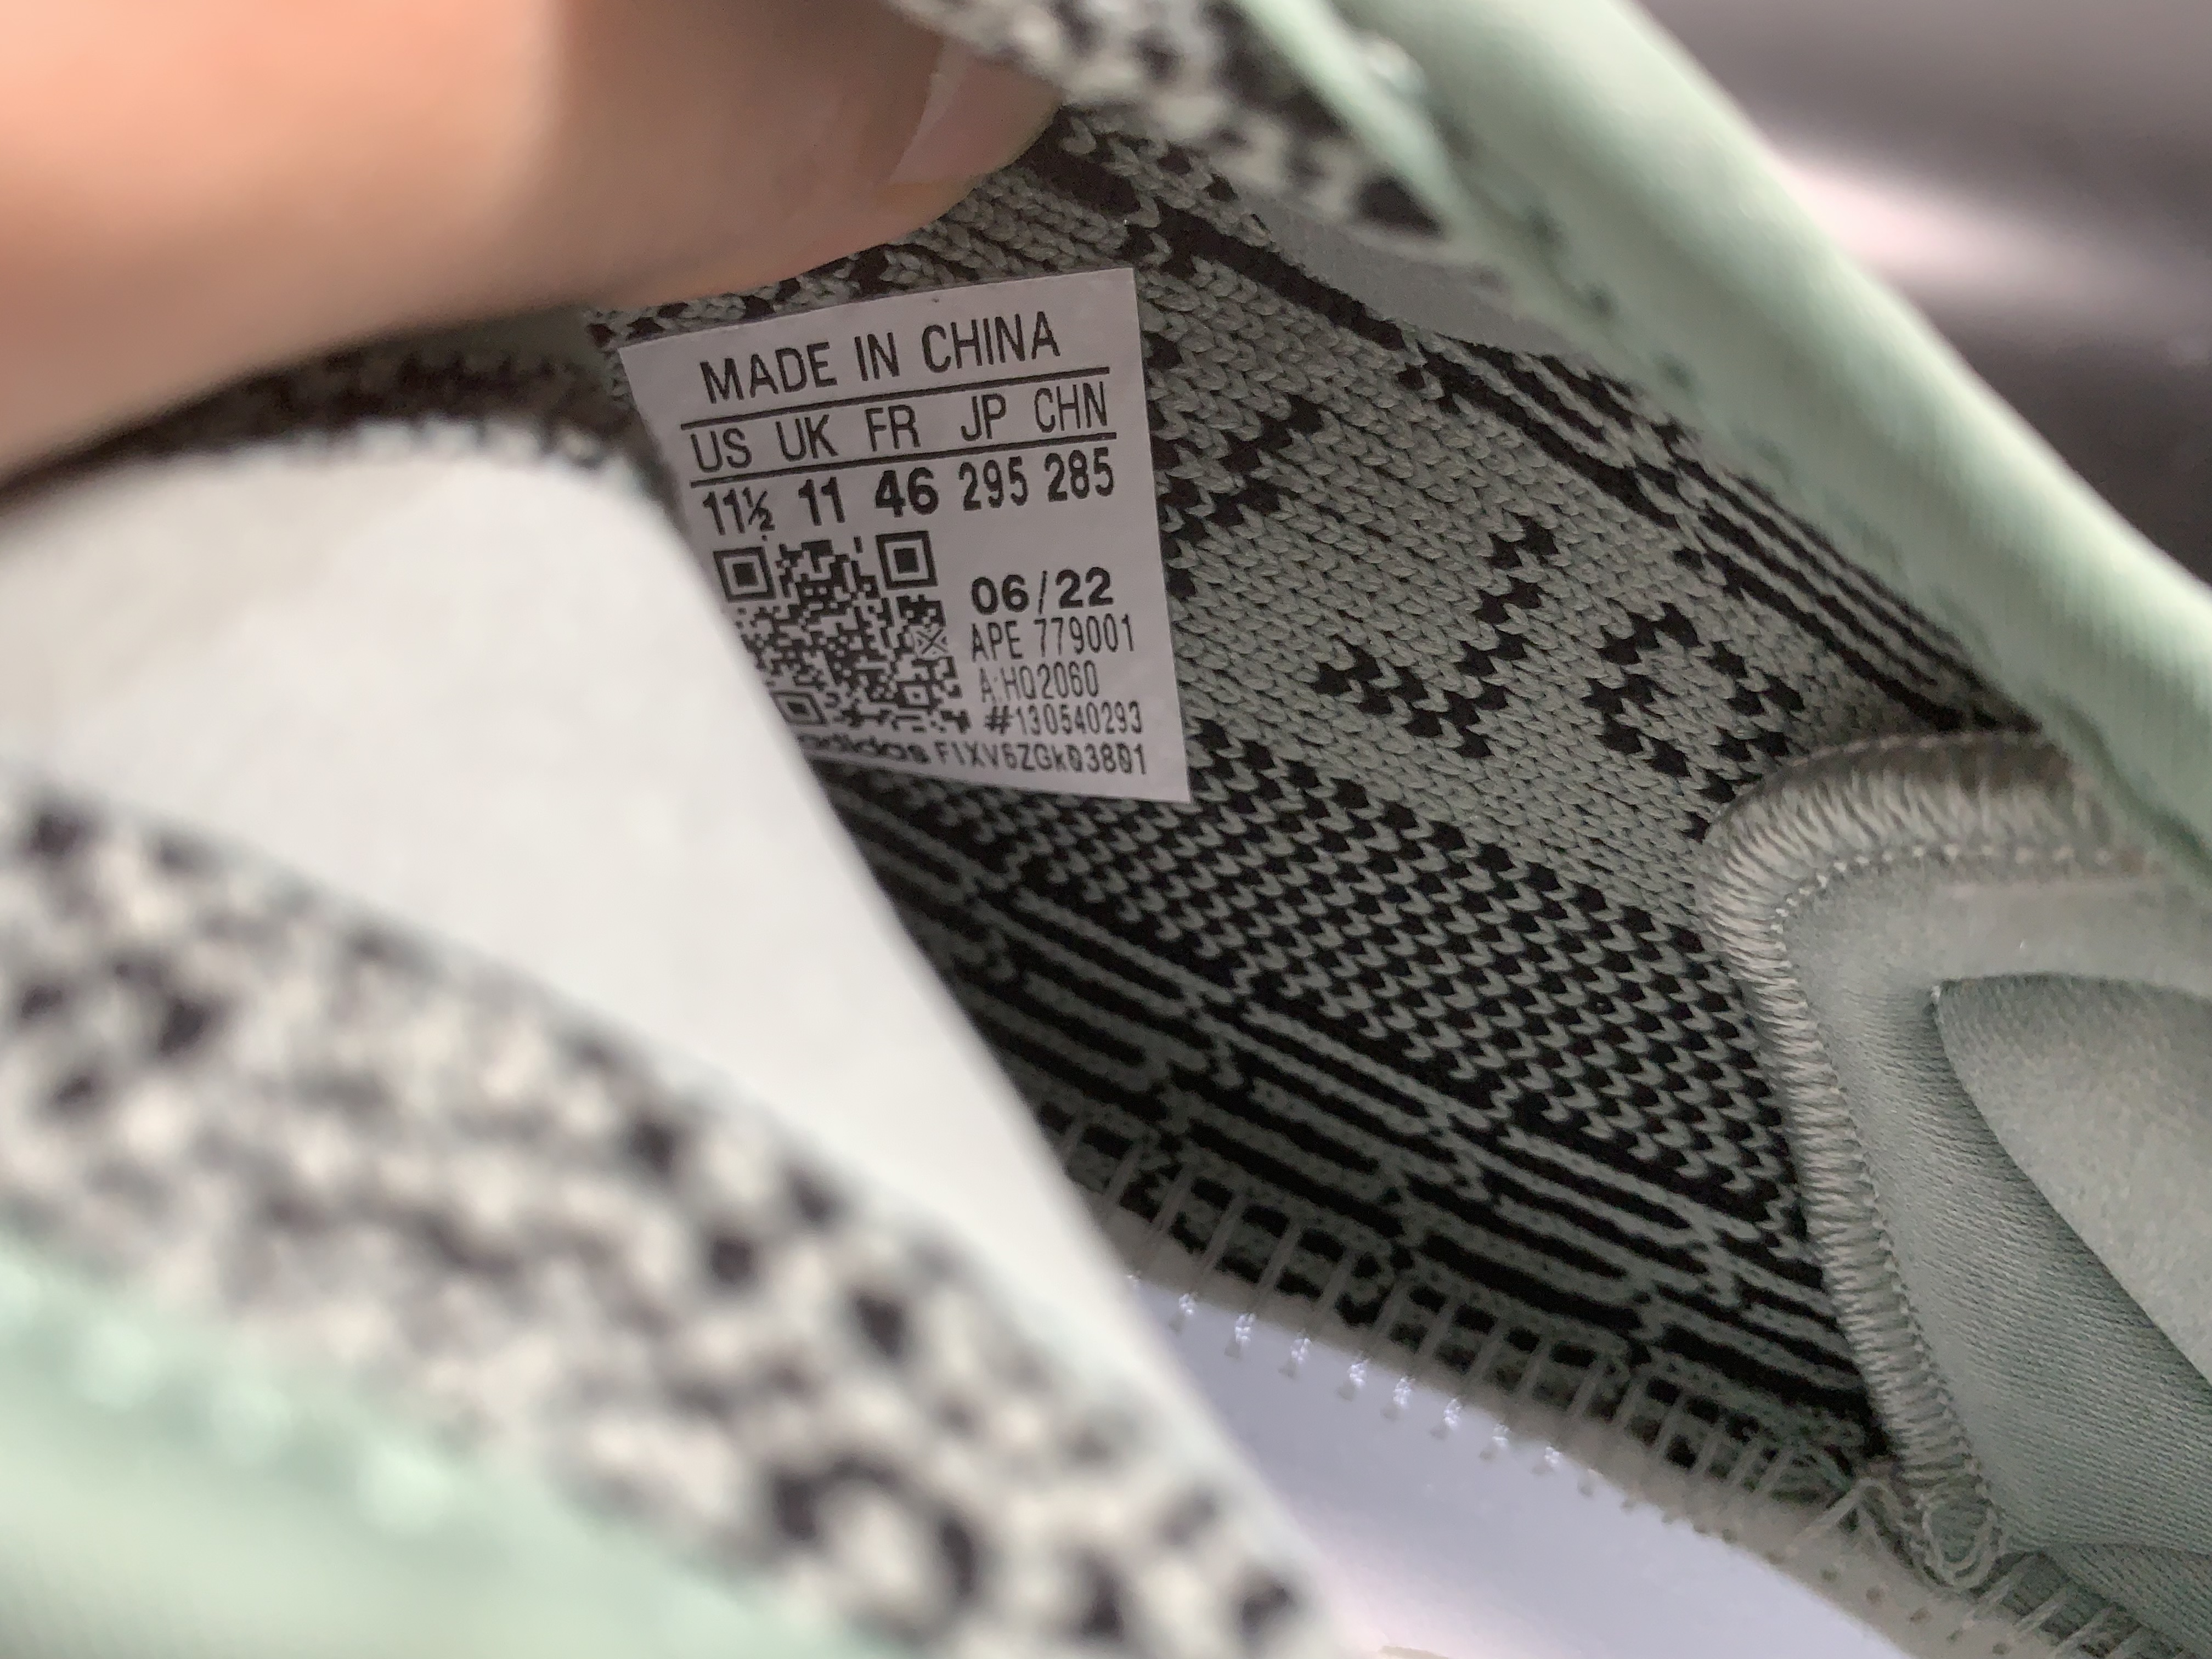 MADE IN CHINA
US UK FR JP CHN
11½ 11 46 295 285
06/22
APE 779001
A:HQ2060
#130540293
adidas F1XV6ZGk03801